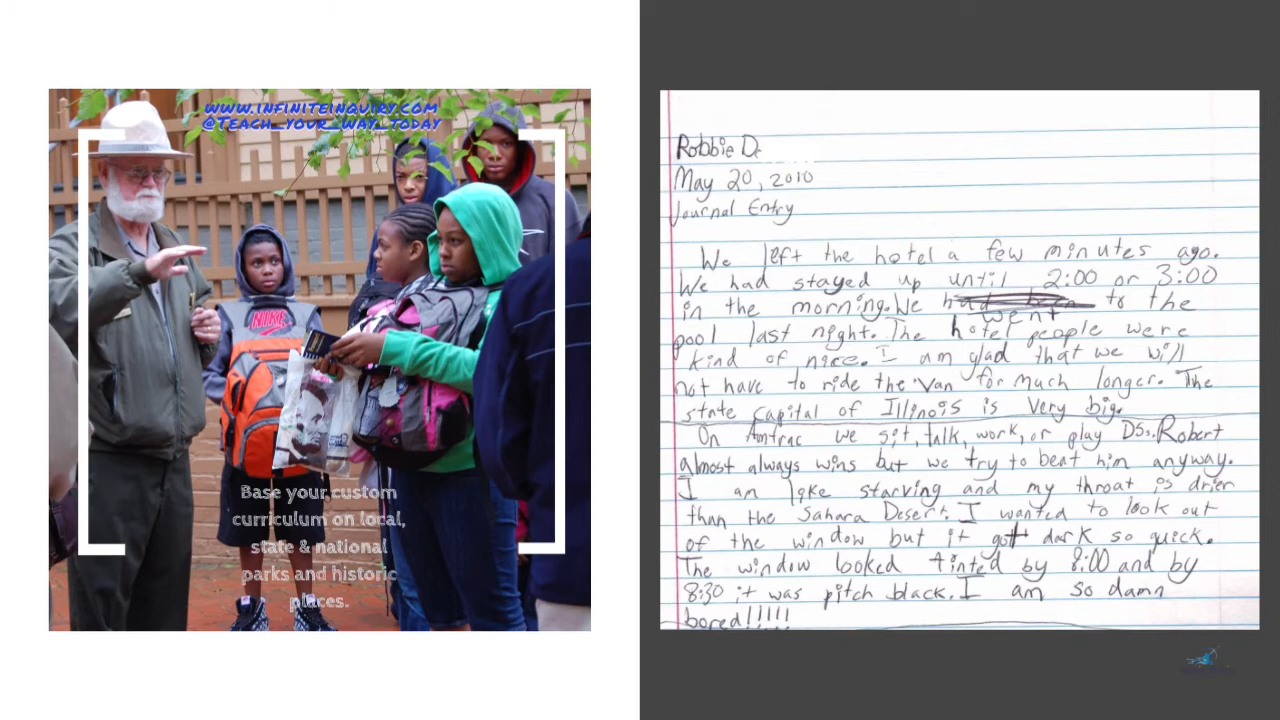 www.infiniteinquiry.com
@Teach_your_way_today
NIKE
Base your custom
curriculum on local,
state & national
parks and historic
places.
Robbie D.
May 20, 2010
Journal Entry
We left the hotel a few minutes ago.
We had stayed up until 2:00 or 3:00
in the morning. We went to the
pool last night. The hotel people were
kind of nice. I am glad that we will
not have to ride the van for much longer. The
state capital of Illinois is very big.
On Amtrac we sit, talk, work, or play DSs. Robert
almost always wins but we try to beat him anyway.
I am like starving and my throat is drier
than the Sahara Desert. I wanted to look out
of the window but it got dark so quick.
The window looked tinted by 8:00 and by
8:30 it was pitch black. I am so damn
bored!!!!!